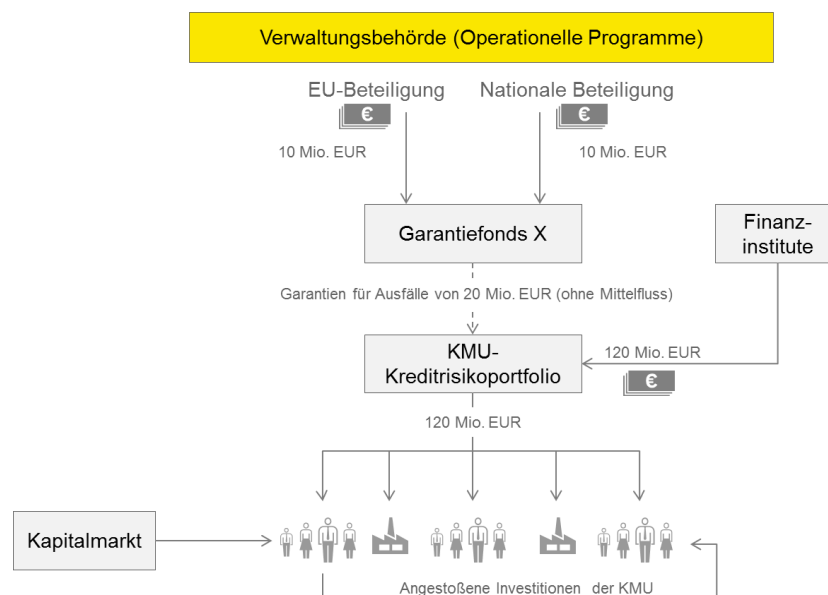 Verwaltungsbehörde (Operationelle Programme)
EU-Beteiligung
Nationale Beteiligung
€
€
10 Mio. EUR
10 Mio. EUR
Garantiefonds X
Finanz-
institute
Garantien für Ausfälle von 20 Mio. EUR (ohne Mittelfluss)
KMU-
Kreditrisikoportfolio
120 Mio. EUR
€
120 Mio. EUR
Kapitalmarkt
Angestoßene Investitionen der KMU